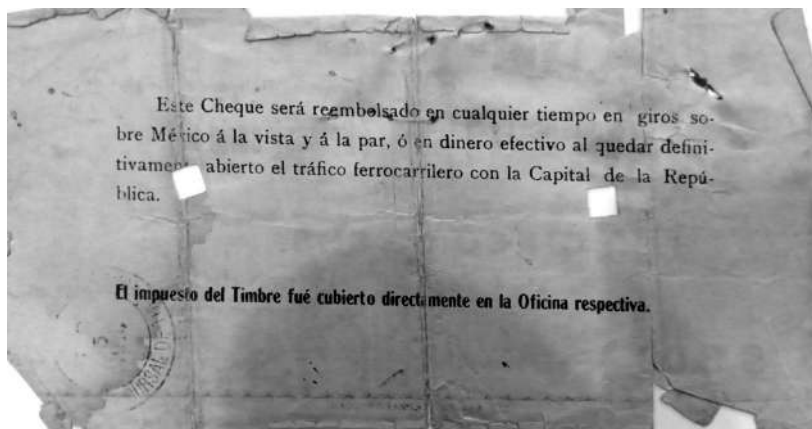 Este Cheque será reembolsado en cualquier tiempo en giros so-
bre México á la vista y á la par, ó en dinero efectivo al quedar defini-
tivamente abierto el tráfico ferrocarrilero con la Capital de la Repú-
blica.
El impuesto del Timbre fué cubierto directamente en la Oficina respectiva.
URSAL D